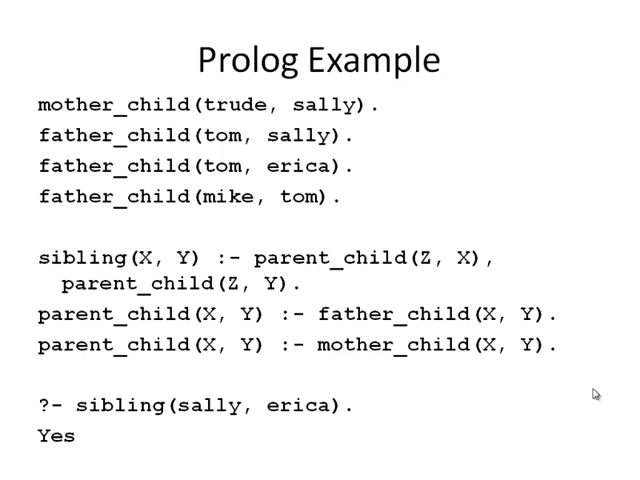 Prolog Example
mother_child(trude, sally).
father_child(tom, sally).
father_child(tom, erica).
father_child(mike, tom).
sibling(X, Y) :- parent_child(Z, X),
parent_child(Z, Y).
parent_child(X, Y) :- father_child(X, Y).
parent_child(X, Y) :- mother_child(X, Y).
?- sibling(sally, erica).
Yes